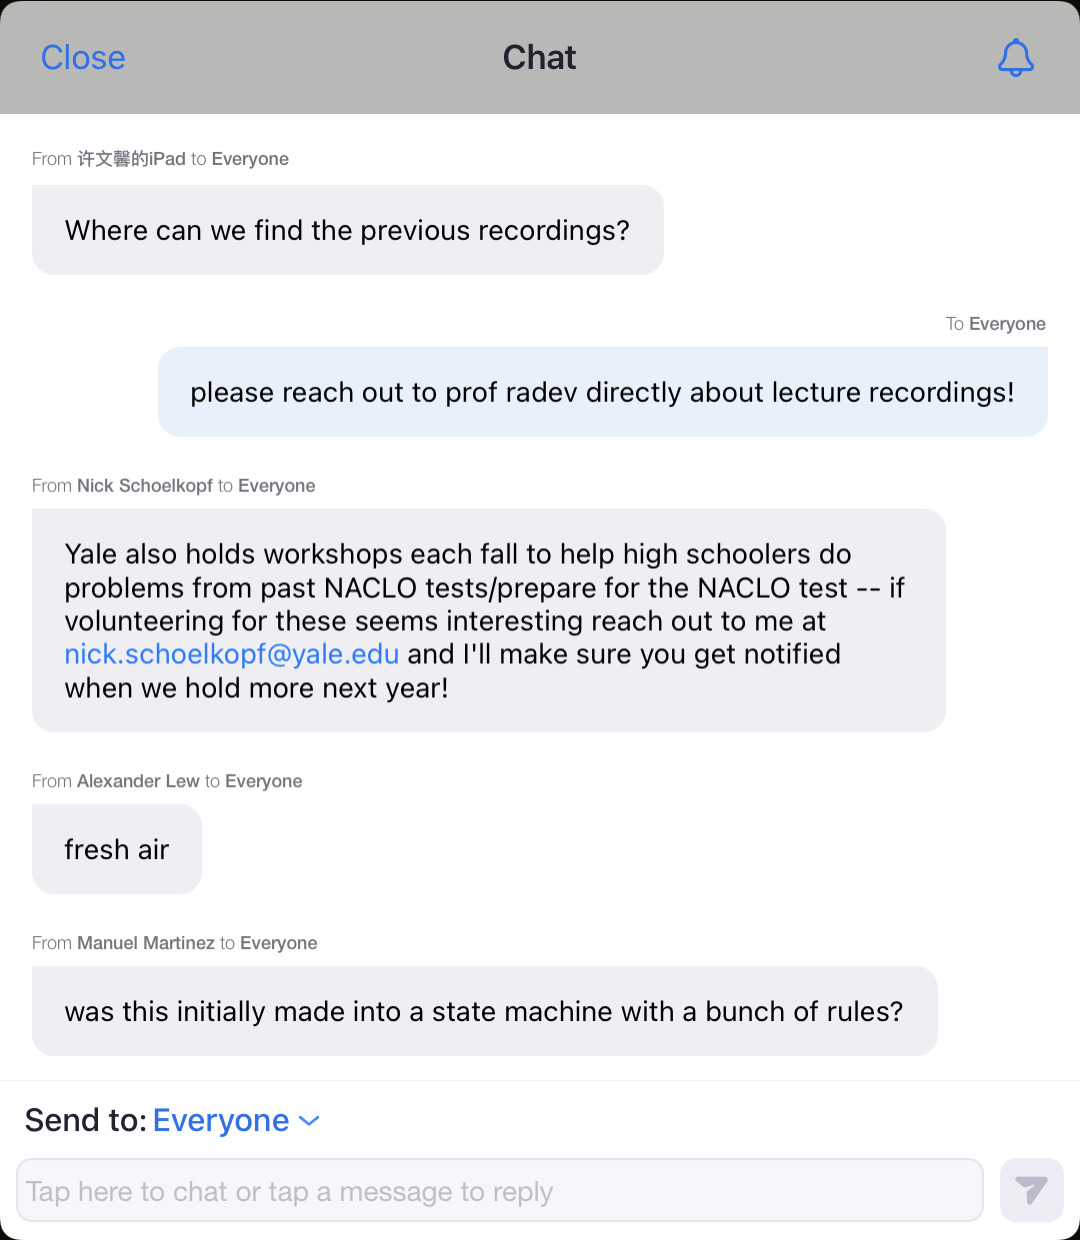 Close
Chat
From 许文馨的iPad to Everyone
Where can we find the previous recordings?
To Everyone
please reach out to prof radev directly about lecture recordings!
From Nick Schoelkopf to Everyone
Yale also holds workshops each fall to help high schoolers do
problems from past NACLO tests/prepare for the NACLO test -- if
volunteering for these seems interesting reach out to me at
nick.schoelkopf@yale.edu and I'll make sure you get notified
when we hold more next year!
From Alexander Lew to Everyone
fresh air
From Manuel Martinez to Everyone
was this initially made into a state machine with a bunch of rules?
Send to: Everyone
Tap here to chat or tap a message to reply